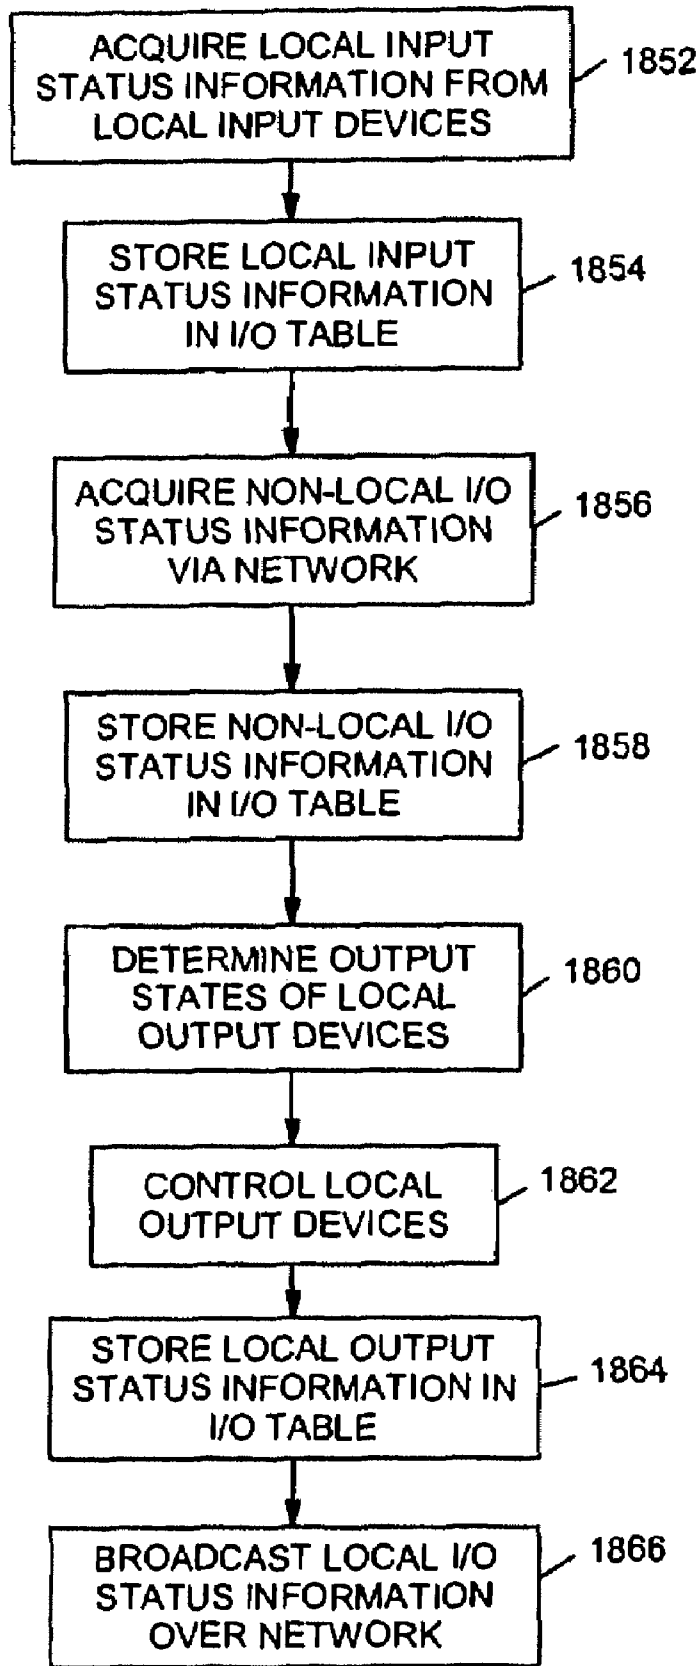 ACQUIRE LOCAL INPUT
STATUS INFORMATION FROM
LOCAL INPUT DEVICES
1852
STORE LOCAL INPUT
STATUS INFORMATION
IN I/O TABLE
1854
ACQUIRE NON-LOCAL I/O
STATUS INFORMATION
VIA NETWORK
1856
STORE NON-LOCAL I/O
STATUS INFORMATION
IN I/O TABLE
1858
DETERMINE OUTPUT
STATES OF LOCAL
OUTPUT DEVICES
1860
CONTROL LOCAL
OUTPUT DEVICES
1862
STORE LOCAL OUTPUT
STATUS INFORMATION IN
I/O TABLE
1864
BROADCAST LOCAL I/O
STATUS INFORMATION
OVER NETWORK
1866